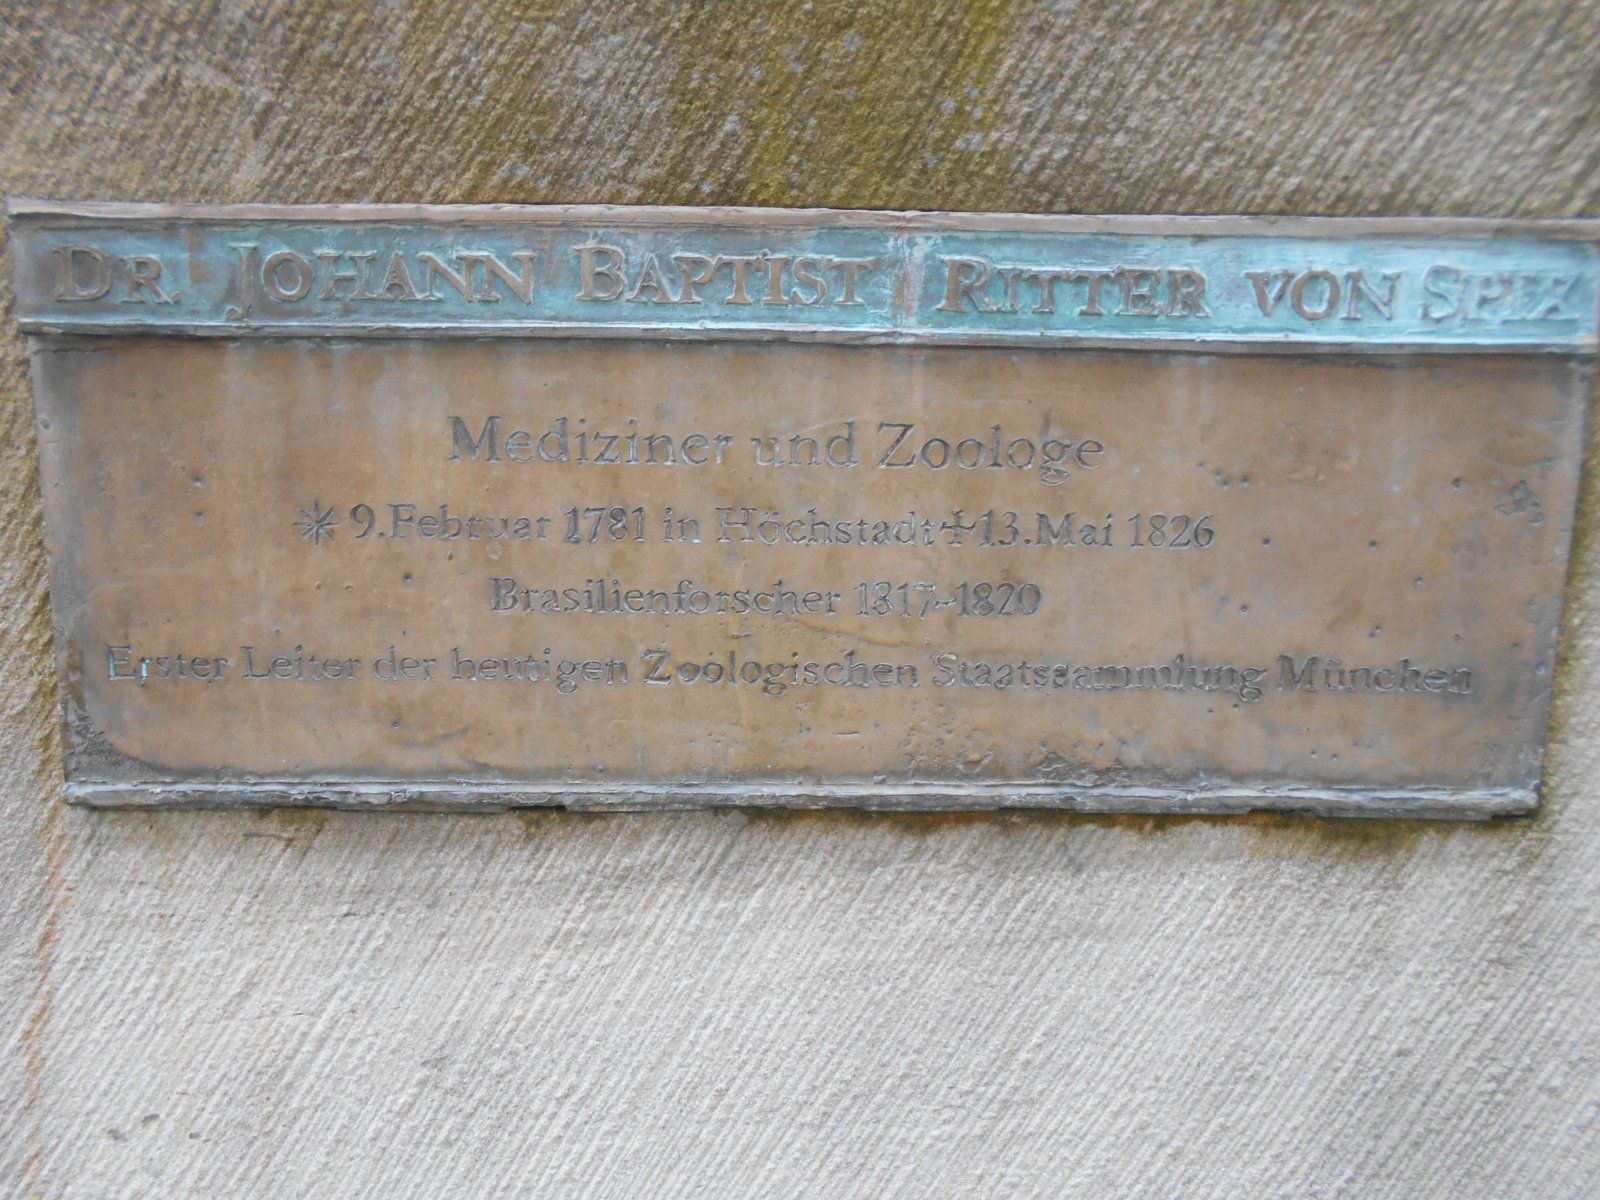 DR. JOHANN BAPTIST RITTER VON SPIX
Mediziner und Zoologe
✳ 9.Februar 1781 in Höchstadt ✝13.Mai 1826
Brasilienforscher 1817-1820
Erster Leiter der heutigen Zoologischen Staatssammlung München